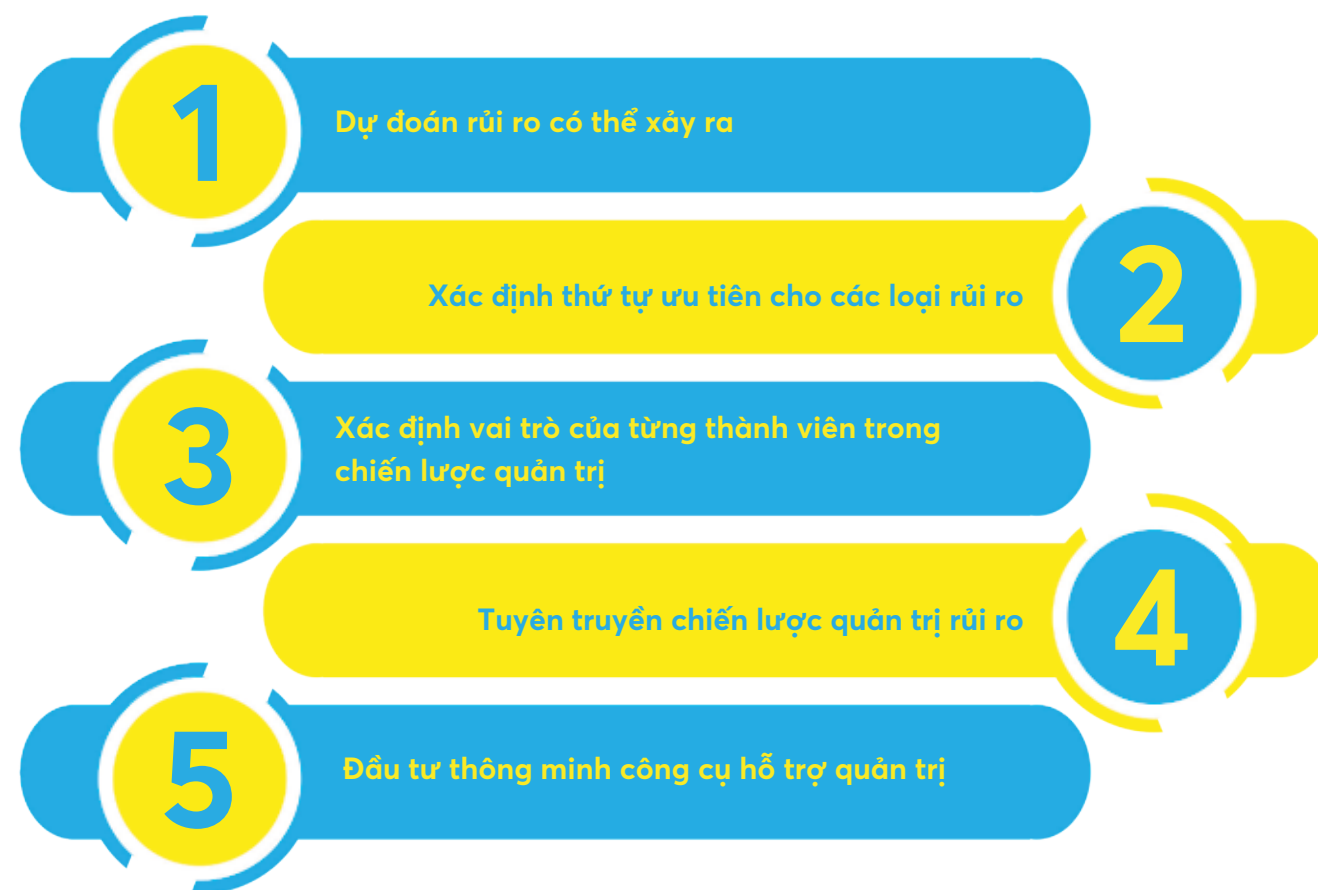 1
Dự đoán rủi ro có thể xảy ra
Xác định thứ tự ưu tiên cho các loại rủi ro
2
3
Xác định vai trò của từng thành viên trong
chiến lược quản trị
Tuyên truyền chiến lược quản trị rủi ro
4
5
Đầu tư thông minh công cụ hỗ trợ quản trị